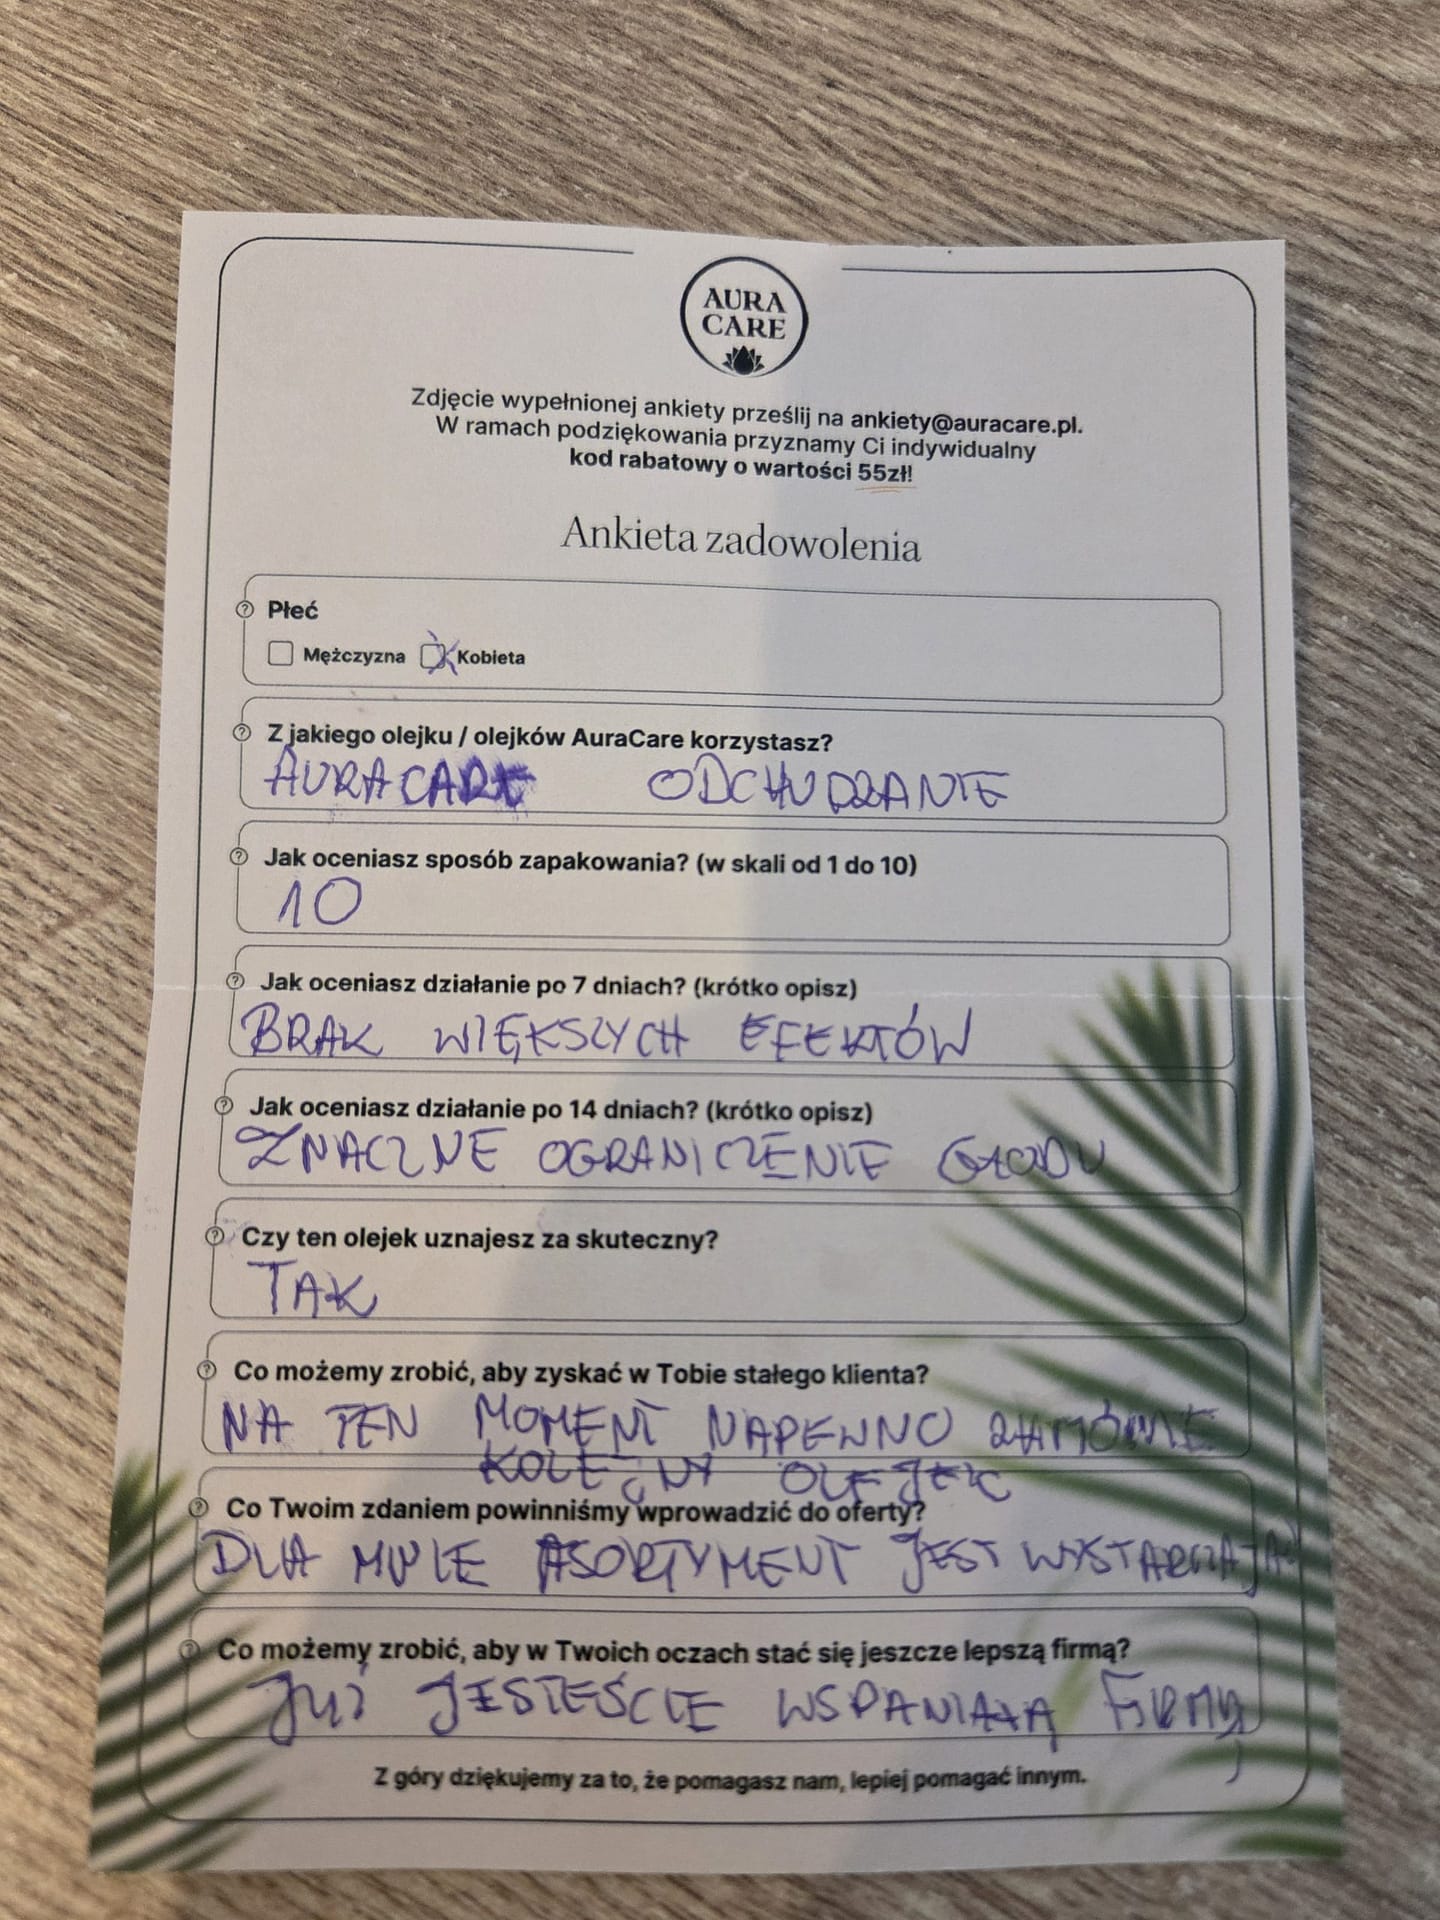 AURA
CARE
Zdjęcie wypełnionej ankiety prześlij na ankiety@auracare.pl.
W ramach podziękowania przyznamy Ci indywidualny
kod rabatowy o wartości 55zł!
Ankieta zadowolenia
Płeć
Mężczyzna Kobieta
Z jakiego olejku / olejków AuraCare korzystasz?
AURACARE ODCHUDZANIE
Jak oceniasz sposób zapakowania? (w skali od 1 do 10)
10
Jak oceniasz działanie po 7 dniach? (krótko opisz)
BRAK WIĘKSZYCH EFEKTÓW
Jak oceniasz działanie po 14 dniach? (krótko opisz)
ZNACZNE OGRANICZENIE GŁODU
Czy ten olejek uznajesz za skuteczny?
TAK
Co możemy zrobić, aby zyskać w Tobie stałego klienta?
NA TEN MOMENT NAPEWNO ZAMÓWIE
KOLEJNY OLEJEK
Co Twoim zdaniem powinniśmy wprowadzić do oferty?
DLA MNIE ASORTYMENT JEST
Co możemy zrobić, aby w Twoich oczach stać się jeszcze lepszą firmą?
JUŻ JESTEŚCIE WSPANIAŁĄ FIRMĄ
Z góry dziękujemy za to, że pomagasz nam, lepiej pomagać innym.